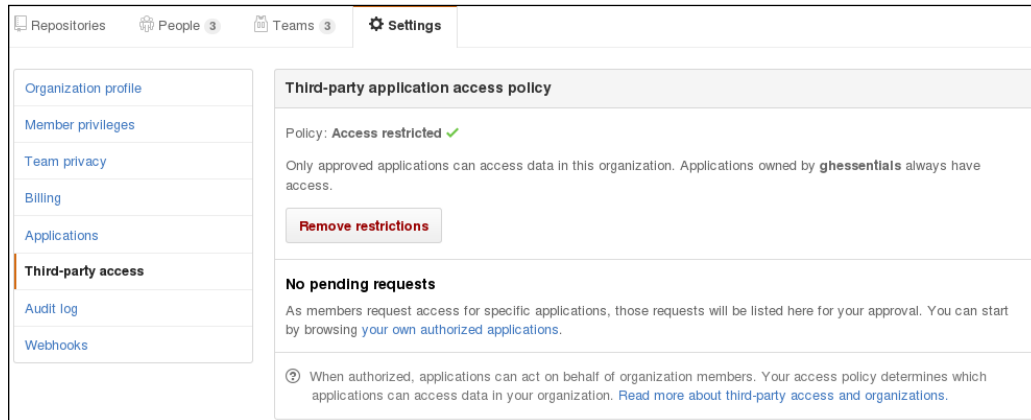 Repositories People 3 Teams 3 Settings
Organization profile
Member privileges
Team privacy
Billing
Applications
Third-party access
Audit log
Webhooks
Third-party application access policy
Policy: Access restricted ✓
Only approved applications can access data in this organization. Applications owned by ghessentials always have
access.
Remove restrictions
No pending requests
As members request access for specific applications, those requests will be listed here for your approval. You can start
by browsing your own authorized applications.
When authorized, applications can act on behalf of organization members. Your access policy determines which
applications can access data in your organization. Read more about third-party access and organizations.